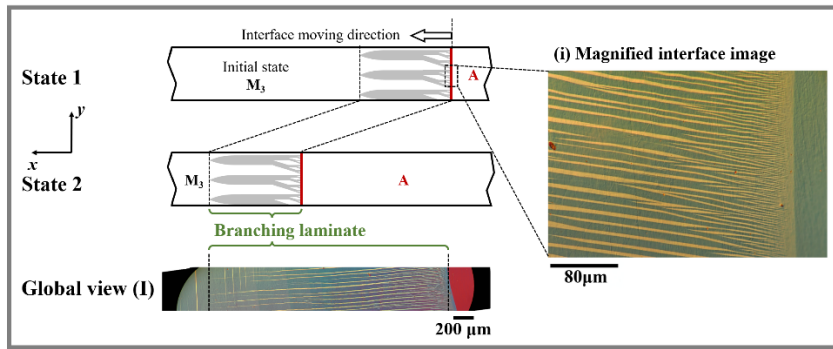 Interface moving direction
State 1
Initial state
M₃
A
(i) Magnified interface image
y
x
State 2
M₃
A
Branching laminate
Global view (I)
200 μm
80μm